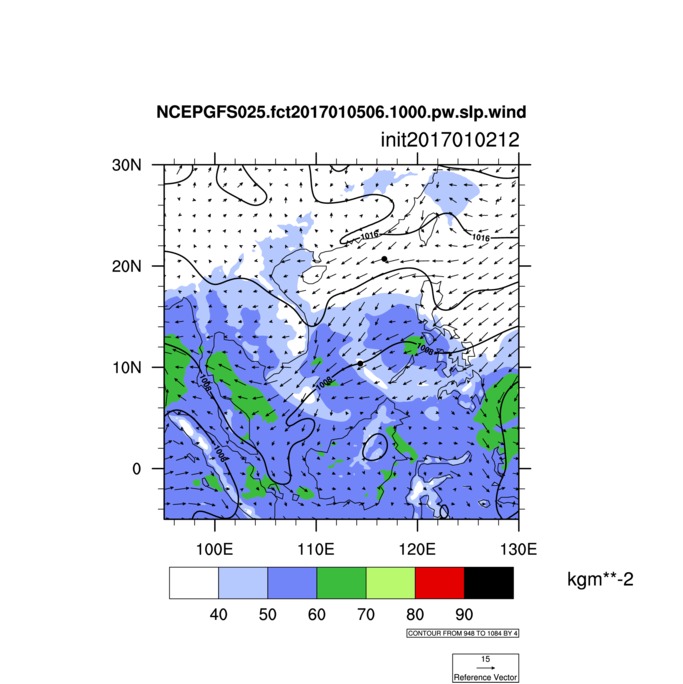 NCEPGFS025.fct2017010506.1000.pw.slp.wind
init2017010212
30N
1016
1016
20N
1008
10N
1008
1008
1008
0
100E 110E 120E 130E
kgm**-2
40 50 60 70 80 90
CONTOUR FROM 948 TO 1084 BY 4
15
Reference Vector